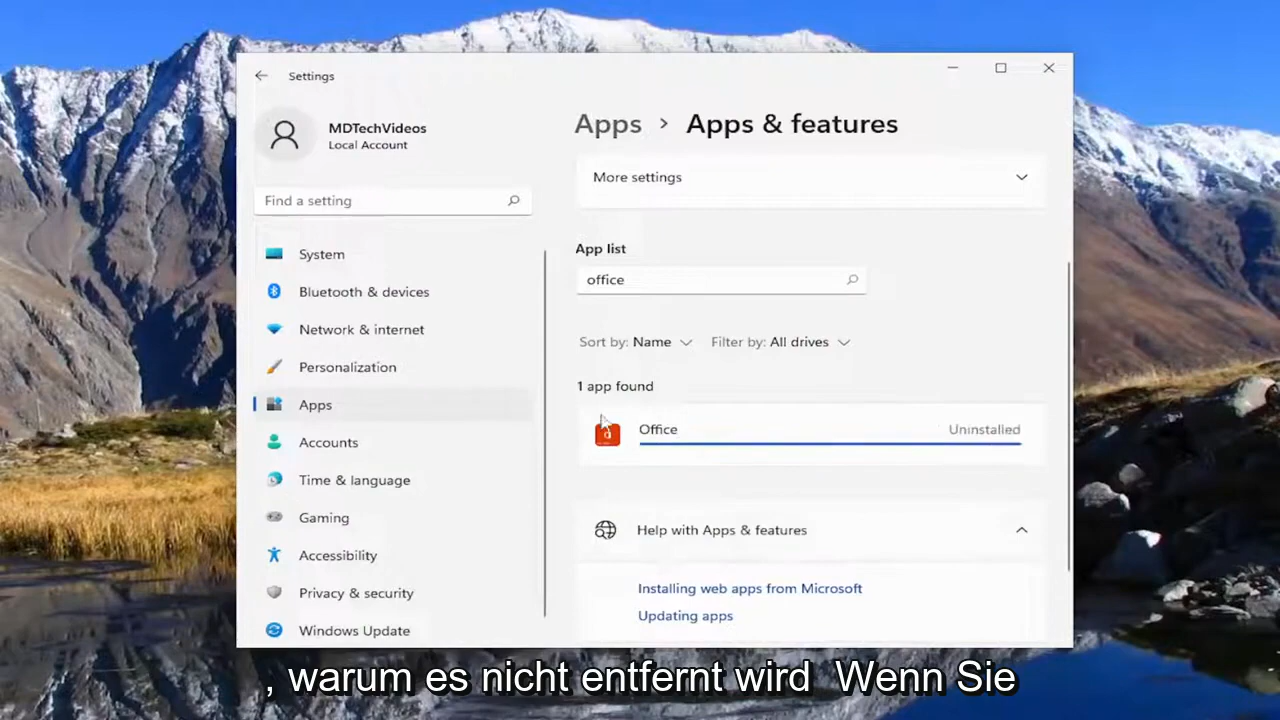 Settings
MDTechVideos
Local Account
Find a setting
System
Bluetooth & devices
Network & internet
Personalization
Apps
Accounts
Time & language
Gaming
Accessibility
Privacy & security
Windows Update
Apps > Apps & features
More settings
App list
office
Sort by: Name Filter by: All drives
1 app found
Office Uninstalled
Help with Apps & features
Installing web apps from Microsoft
Updating apps
, warum es nicht entfernt wird Wenn Sie